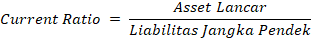 Current Ratio = Asset Lancar
Liabilitas Jangka Pendek